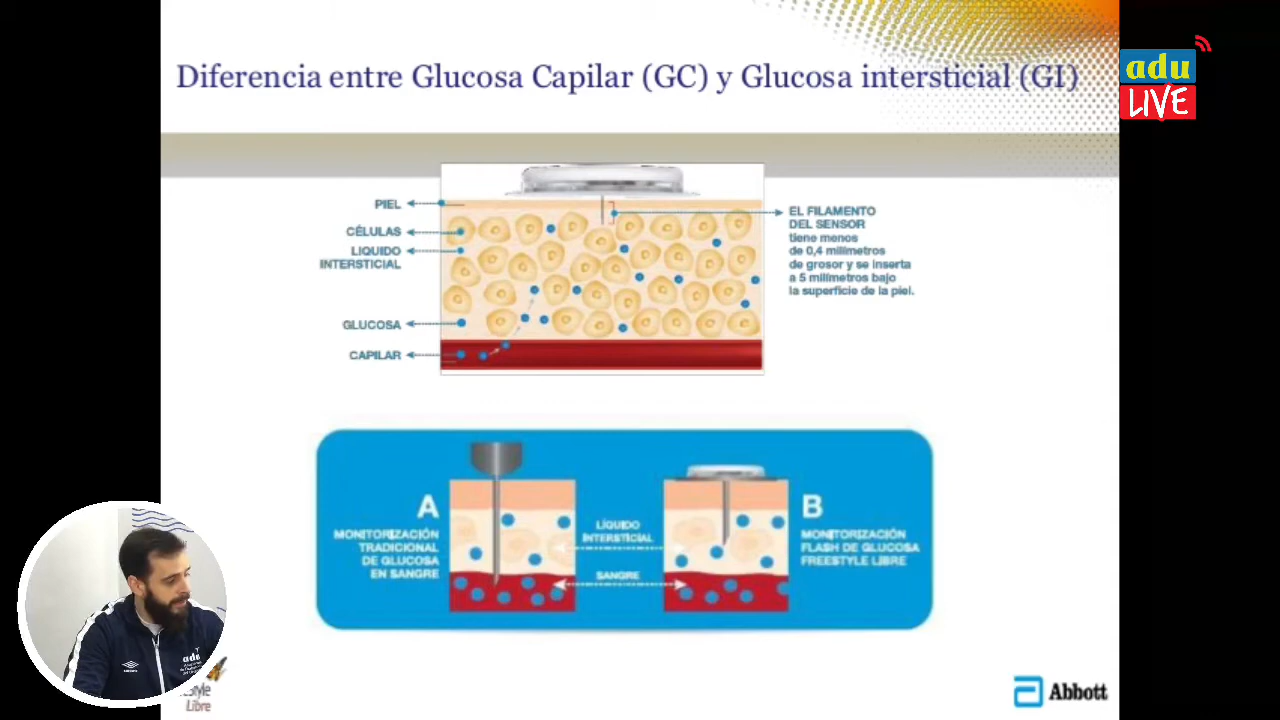 Diferencia entre Glucosa Capilar (GC) y Glucosa intersticial (GI)
adu
LIVE
PIEL
CÉLULAS
LIQUIDO
INTERSTICIAL
GLUCOSA
CAPILAR
EL FILAMENTO
DEL SENSOR
tiene menos
de 0,4 milímetros
de grosor y se inserta
a 5 milímetros bajo
la superficie de la piel.
A
MONITORIZACIÓN
TRADICIONAL
DE GLUCOSA
EN SANGRE
LÍQUIDO
INTERSTICIAL
SANGRE
B
MONITORIZACIÓN
FLASH DE GLUCOSA
FREESTYLE LIBRE
adu
Libre
Abbott